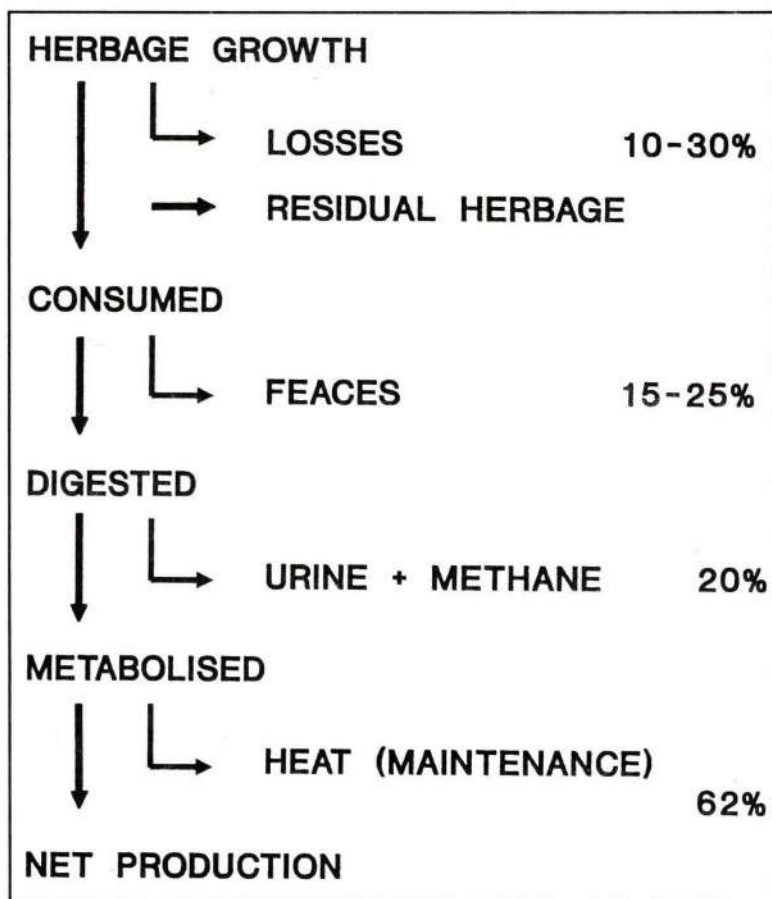 HERBAGE GROWTH
LOSSES 10-30%
RESIDUAL HERBAGE
CONSUMED
FEACES 15-25%
DIGESTED
URINE + METHANE 20%
METABOLISED
HEAT (MAINTENANCE)
62%
NET PRODUCTION